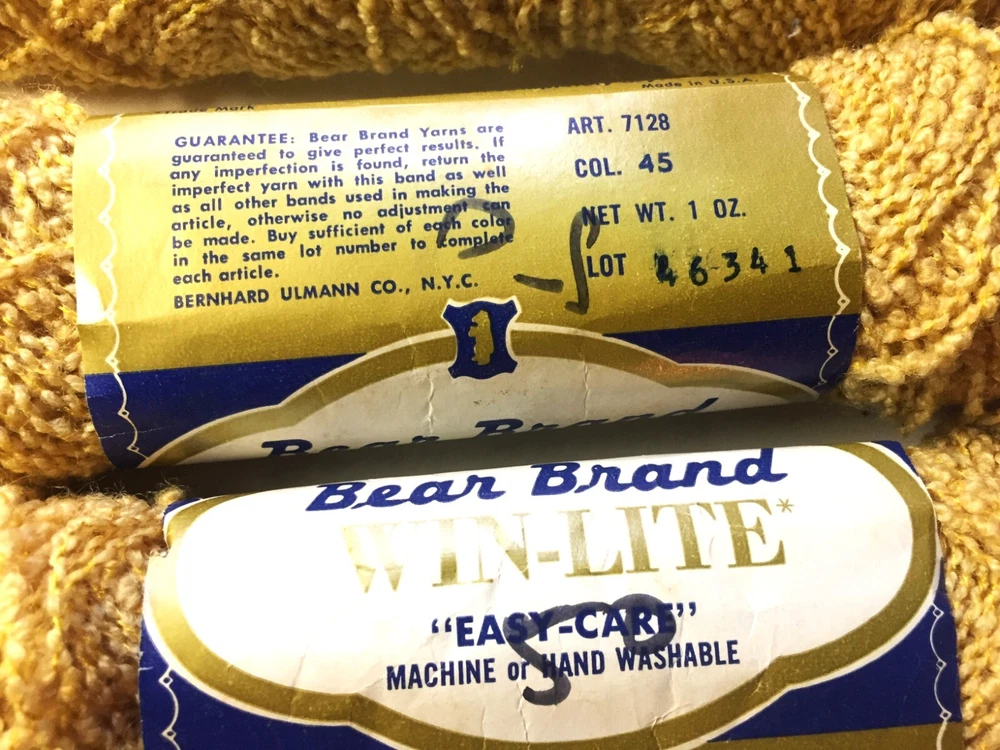 Trade Mark
Made in U.S.A.
GUARANTEE: Bear Brand Yarns are
guaranteed to give perfect results. If
any imperfection is found, return the
imperfect yarn with this band as well
as all other bands used in making the
article, otherwise no adjustment can
be made. Buy sufficient of each color
in the same lot number to complete
each article.
BERNHARD ULMANN CO., N.Y.C.
ART. 7128
COL. 45
NET WT. 1 OZ.
LOT 46341
Bear Brand
Bear Brand
WIN-LITE*
“EASY-CARE”
MACHINE or HAND WASHABLE